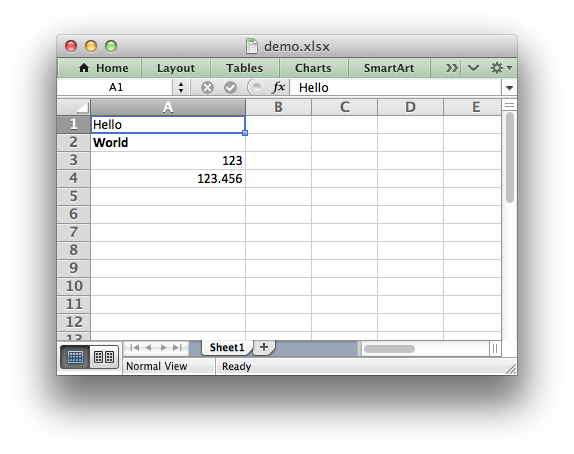 demo.xlsx
Home Layout Tables Charts SmartArt
A1 fx Hello
A B C D E
1 Hello
2 World
3 123
4 123.456
5
6
7
8
9
10
11
12
13
Sheet1
Normal View Ready